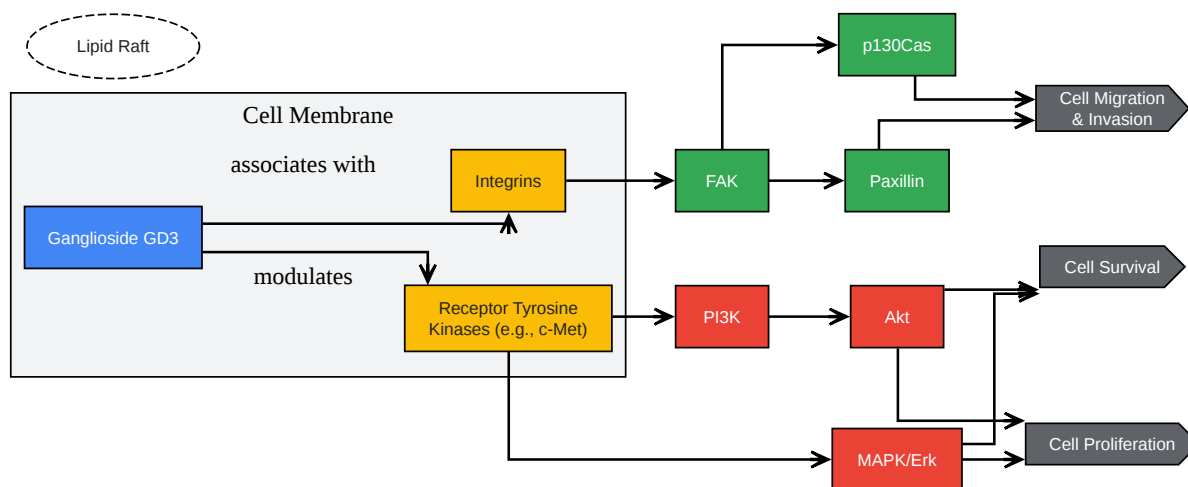 Lipid Raft
p130Cas
Cell Migration
& Invasion
Cell Membrane
associates with
Integrins
FAK
Paxillin
Ganglioside GD3
modulates
Cell Survival
Receptor Tyrosine
Kinases (e.g., c-Met)
PI3K
Akt
MAPK/Erk
Cell Proliferation